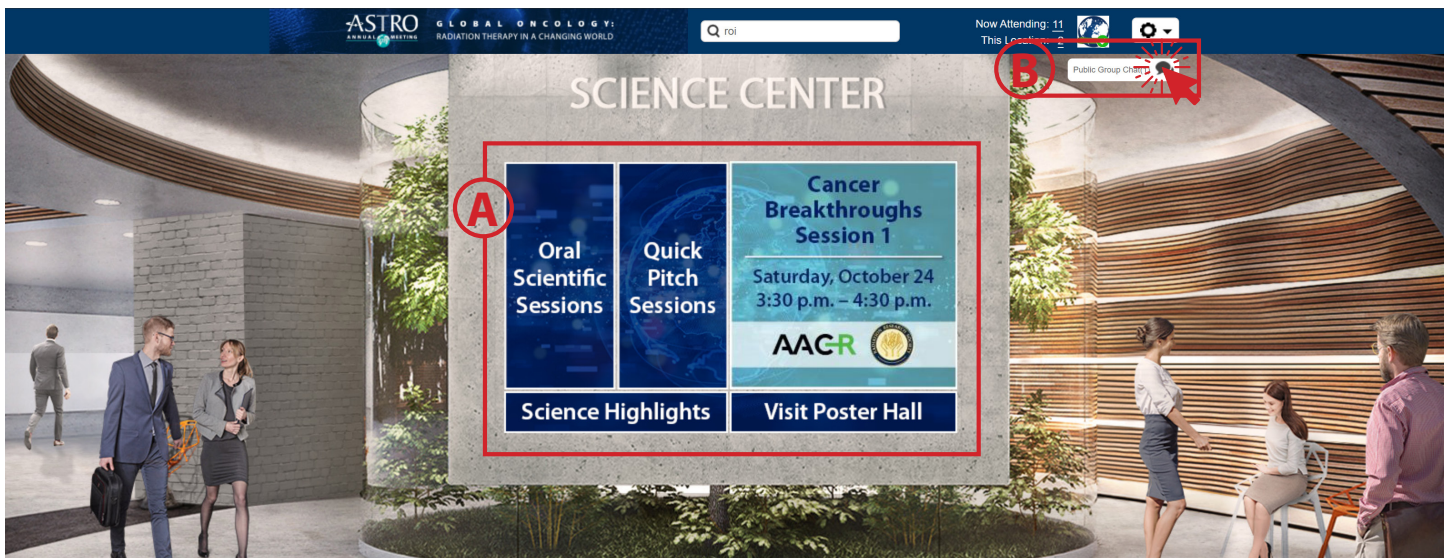 ASTRO
ANNUAL MEETING
GLOBAL ONCOLOGY:
RADIATION THERAPY IN A CHANGING WORLD
roi
Now Attending: 11
This Location: 2
B
Public Group Chat
SCIENCE CENTER
A
Oral
Scientific
Sessions
Quick
Pitch
Sessions
Cancer
Breakthroughs
Session 1
Saturday, October 24
3:30 p.m. – 4:30 p.m.
AACR
Science Highlights
Visit Poster Hall